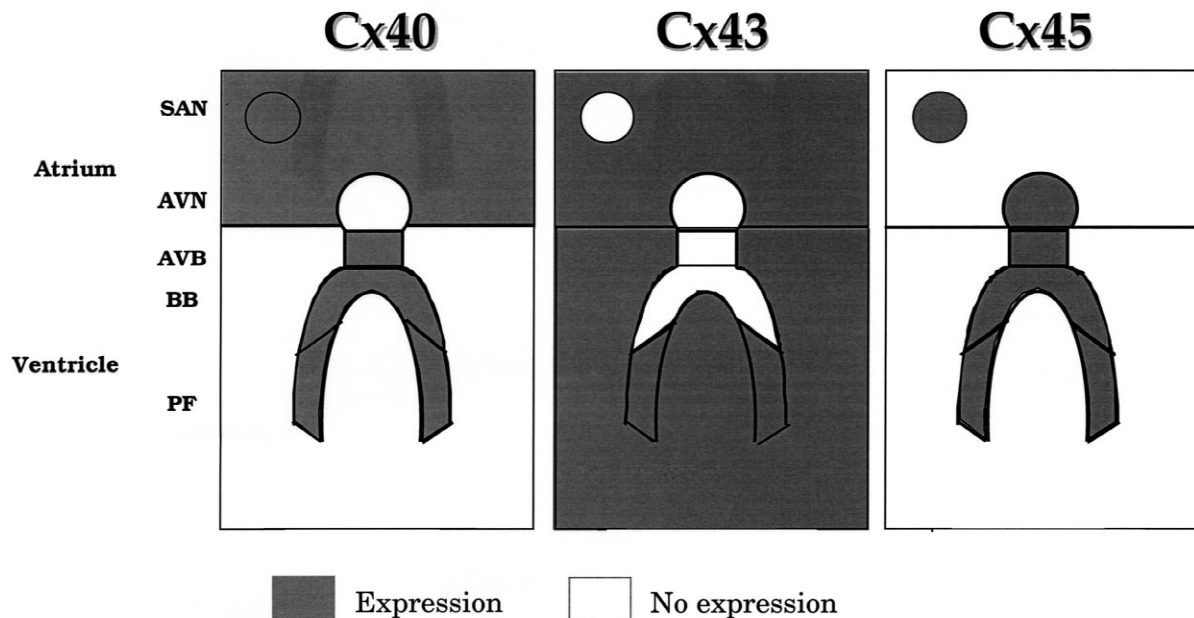 Cx40 Cx43 Cx45
SAN
Atrium
AVN
AVB
BB
Ventricle
PF
Expression No expression